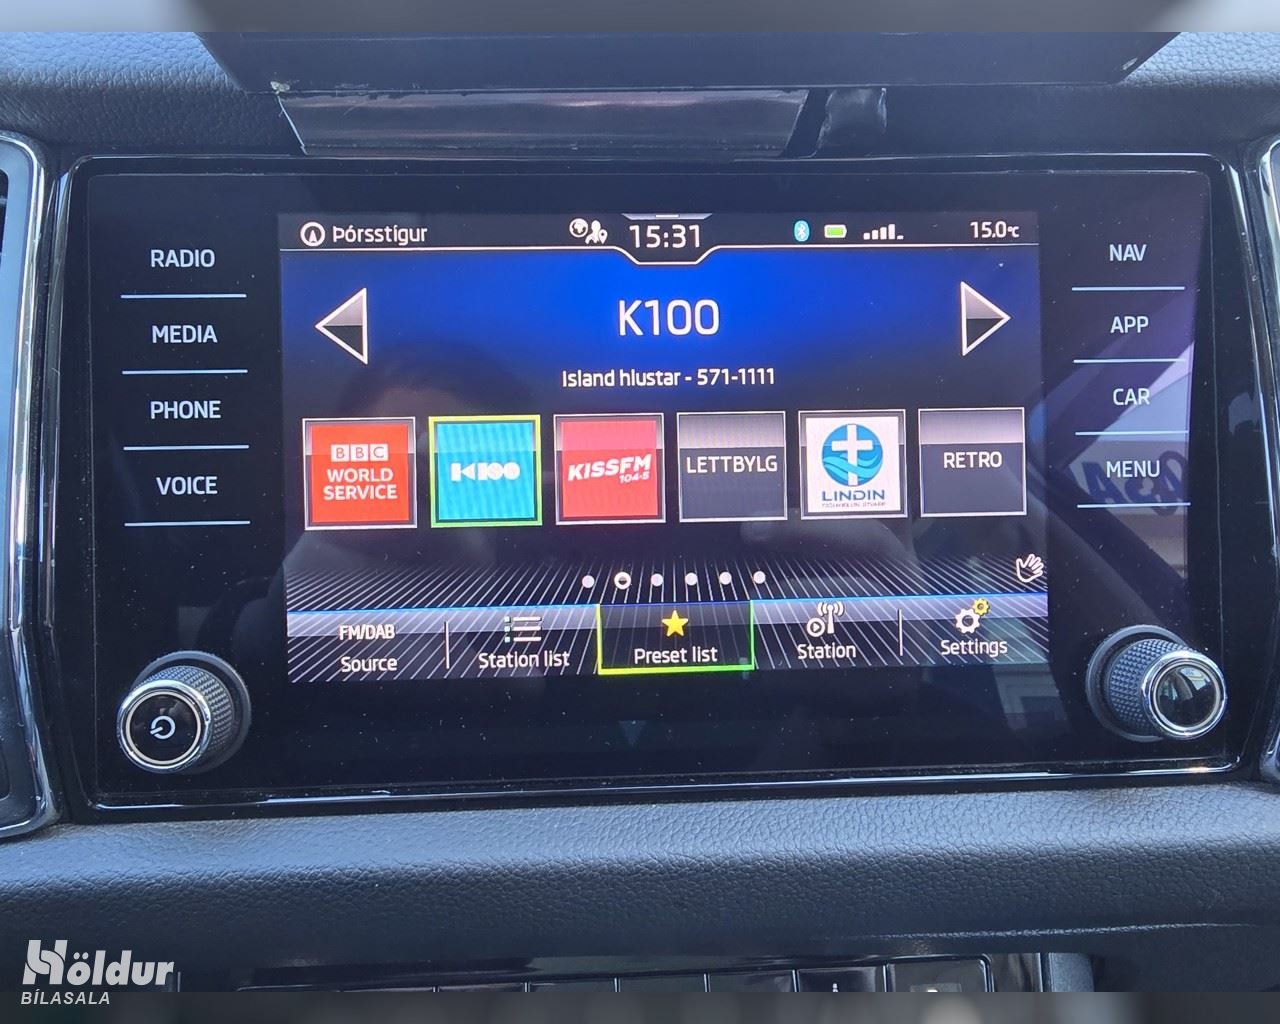 Þórsstígur 15:31 15.0°C
RADIO
MEDIA
PHONE
VOICE
NAV
APP
CAR
MENU
K100
Island hlustar - 571-1111
BBC
WORLD
SERVICE
K100
KISSFM
104·5
LETTBYLG
LINDIN
RETRO
FM/DAB
Source
Station list
Preset list
Station
Settings
Höldur
BÍLASALA